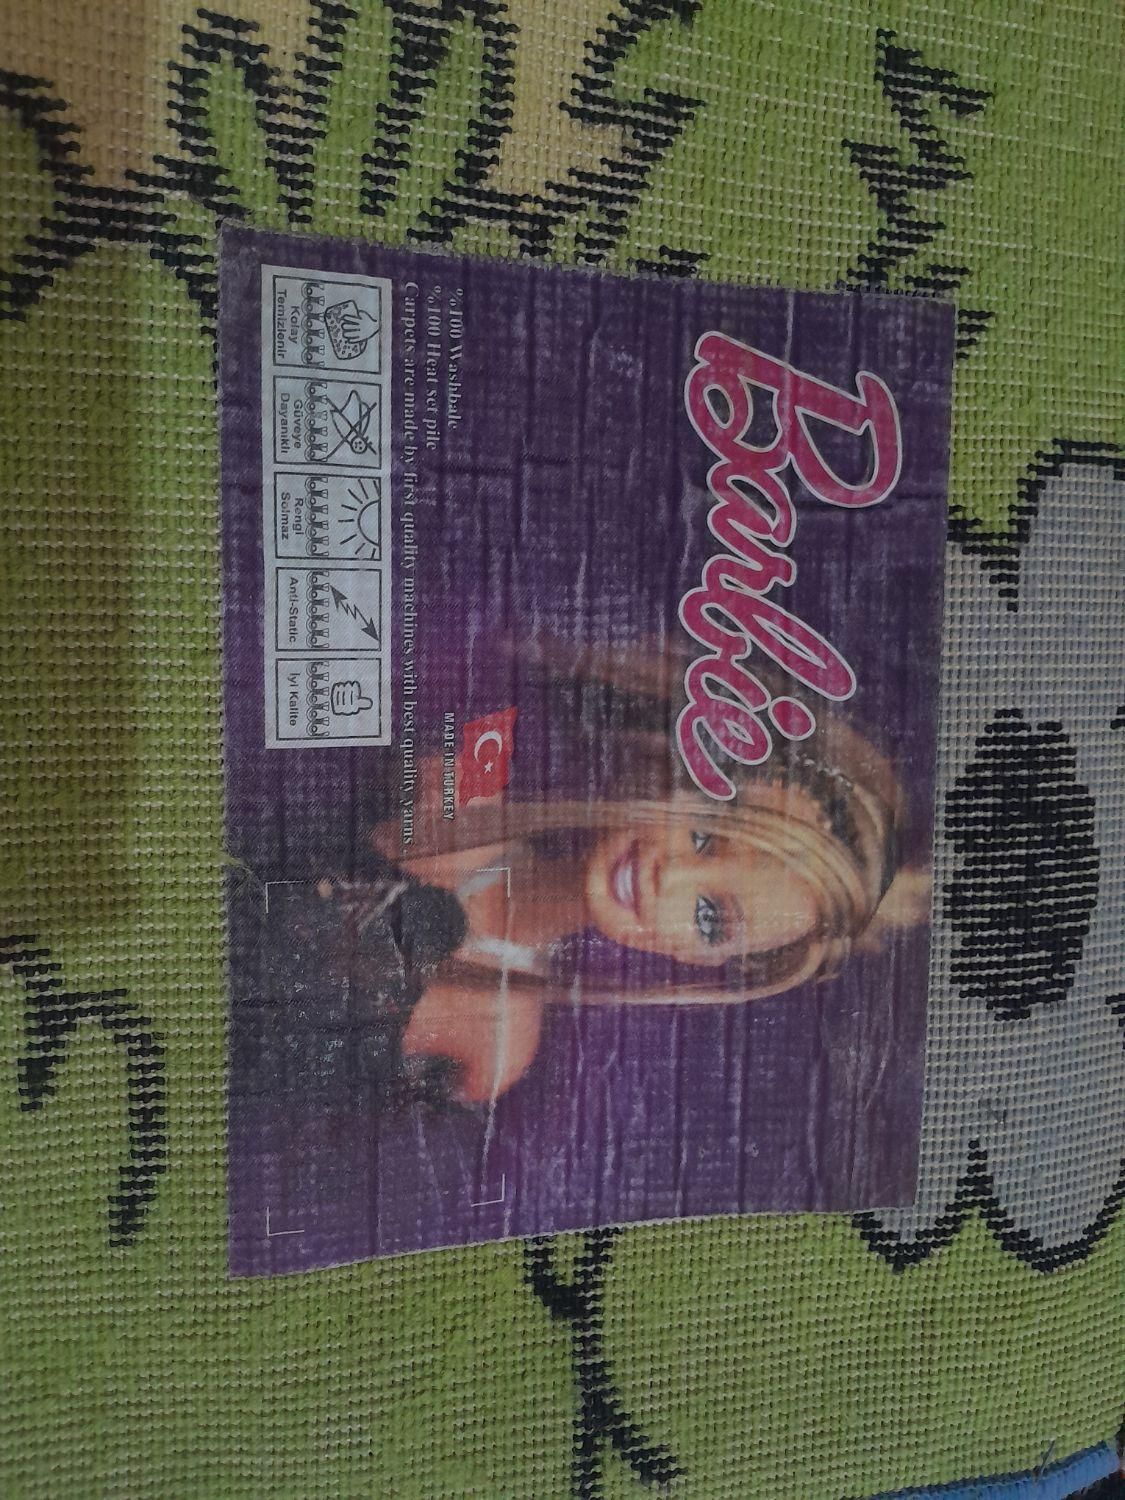 Barbie
%100 Washbale
%100 Heat set pile
Carpets are made by first quality machines with best quality yarns
MADE IN TURKEY
Kolay
Temizlenir
Güveye
Dayanıklı
Rengi
Solmaz
Anti-Static
İyi Kalite